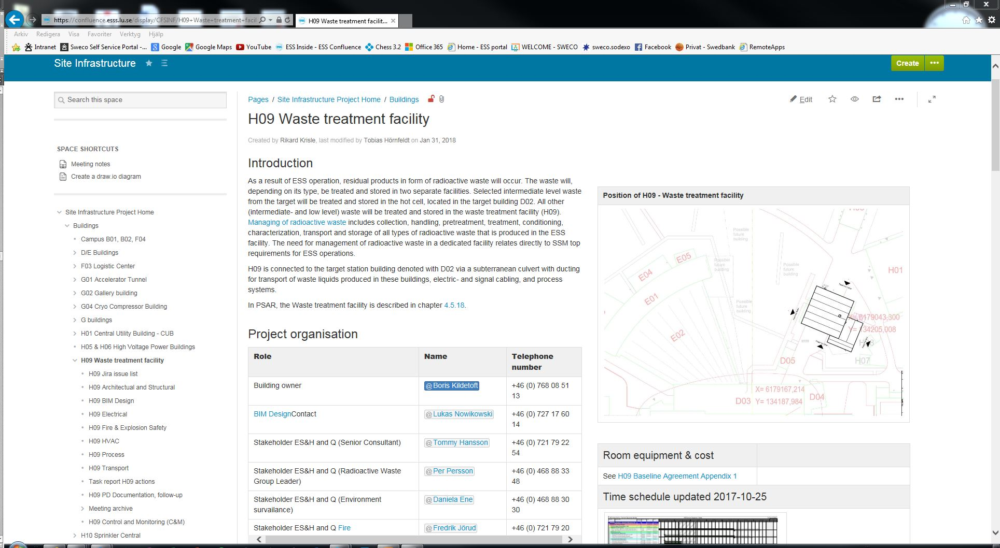 https://confluence.esss.lu.se/display/CFSINF/H09+Waste+treatment+facil
H09 Waste treatment facilit...
Arkiv Redigera Visa Favoriter Verktyg Hjälp
Intranet Sweco Self Service Portal -... Google Google Maps YouTube ESS Inside - ESS Confluence Chess 3.2 Office 365 Home - ESS portal WELCOME - SWECO sweco.sodexo Facebook Privat - Swedbank RemoteApps
Site Infrastructure
Create
Search this space
SPACE SHORTCUTS
Meeting notes
Create a draw.io diagram
Site Infrastructure Project Home
Buildings
Campus B01, B02, F04
D/E Buildings
F03 Logistic Center
G01 Accelerator Tunnel
G02 Gallery building
G04 Cryo Compressor Building
G buildings
H01 Central Utility Building - CUB
H05 & H06 High Voltage Power Buildings
H09 Waste treatment facility
H09 Jira issue list
H09 Architectual and Structural
H09 BIM Design
H09 Electrical
H09 Fire & Explosion Safety
H09 HVAC
H09 Process
H09 Transport
Task report H09 actions
H09 PD Documentation, follow-up
Meeting archive
H09 Control and Monitoring (C&M)
H10 Sprinkler Central
Pages / Site Infrastructure Project Home / Buildings
Edit
H09 Waste treatment facility
Created by Rikard Krisle, last modified by Tobias Hörnfeldt on Jan 31, 2018
Introduction
As a result of ESS operation, residual products in form of radioactive waste will occur. The waste will,
depending on its type, be treated and stored in two separate facilities. Selected intermediate level waste
from the target will be treated and stored in the hot cell, located in the target building D02. All other
(intermediate- and low level) waste will be treated and stored in the waste treatment facility (H09).
Managing of radioactive waste includes collection, handling, pretreatment, treatment, conditioning,
characterization, transport and storage of all types of radioactive waste that is produced in the ESS
facility. The need for management of radioactive waste in a dedicated facility relates directly to SSM top
requirements for ESS operations.
H09 is connected to the target station building denoted with D02 via a subterranean culvert with ducting
for transport of waste liquids produced in these buildings, electric- and signal cabling, and process
systems.
In PSAR, the Waste treatment facility is described in chapter 4.5.18.
Project organisation
Role Name Telephone
number
Building owner @Boris Kildetoft +46 (0) 768 08 51
13
BIM DesignContact @Lukas Nowikowski +46 (0) 727 17 60
14
Stakeholder ES&H and Q (Senior Consultant) @Tommy Hansson +46 (0) 721 79 22
54
Stakeholder ES&H and Q (Radioactive Waste @Per Persson +46 (0) 468 88 33
Group Leader) 48
Stakeholder ES&H and Q (Environment @Daniela Ene +46 (0) 468 88 30
survailance) 30
Stakeholder ES&H and Q Fire @Fredrik Jörud +46 (0) 721 79 20
Position of H09 - Waste treatment facility
Possible
future
building
E05
E04
Possible
future
building
Possible
future
building
H01
E01
Possible
future
building
X= 6179043,300
Y= 134205,008
E02
D05
H07
X= 6179167,214
D03 Y= 134187,984
D04
Room equipment & cost
See H09 Baseline Agreement Appendix 1
Time schedule updated 2017-10-25